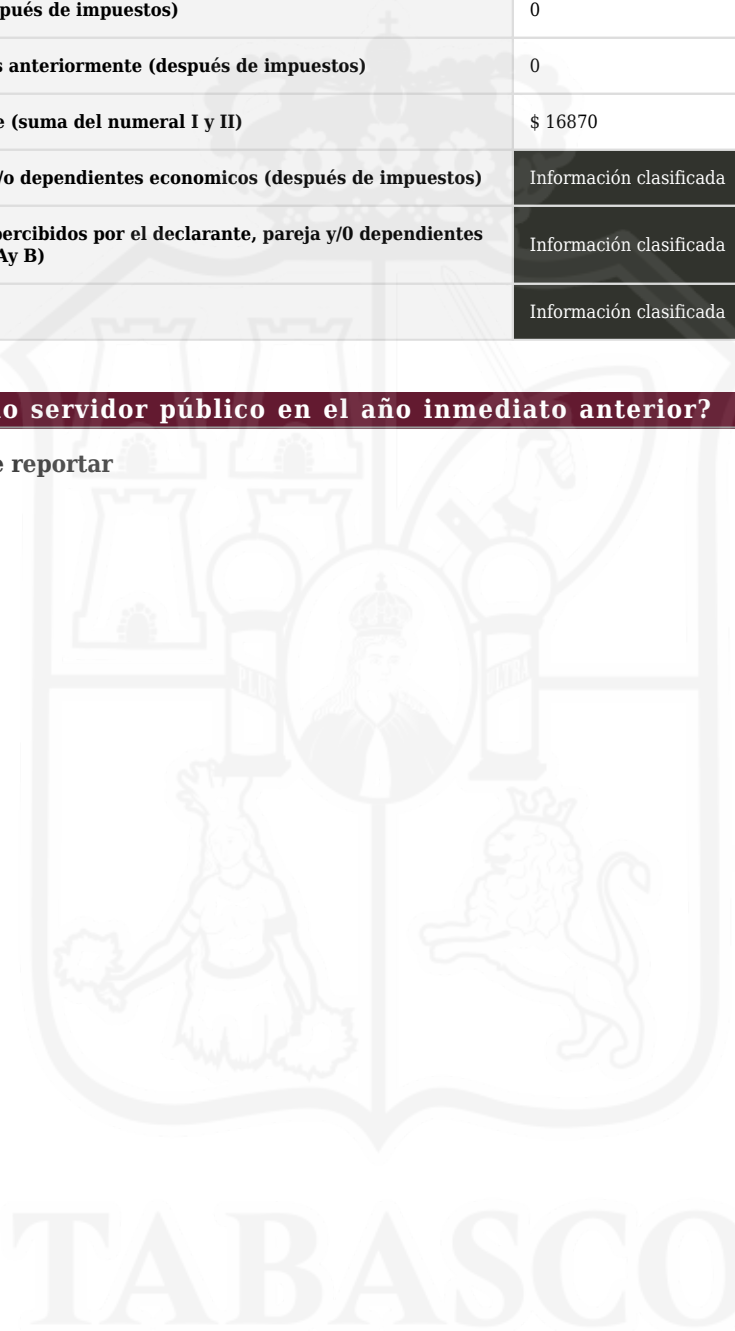 pués de impuestos) 0
s anteriormente (después de impuestos) 0
e (suma del numeral I y II) $ 16870
/o dependientes economicos (después de impuestos) Información clasificada
percibidos por el declarante, pareja y/0 dependientes
Ay B) Información clasificada
Información clasificada
o servidor público en el año inmediato anterior?
e reportar
PLUS ULTRA
TABASCO